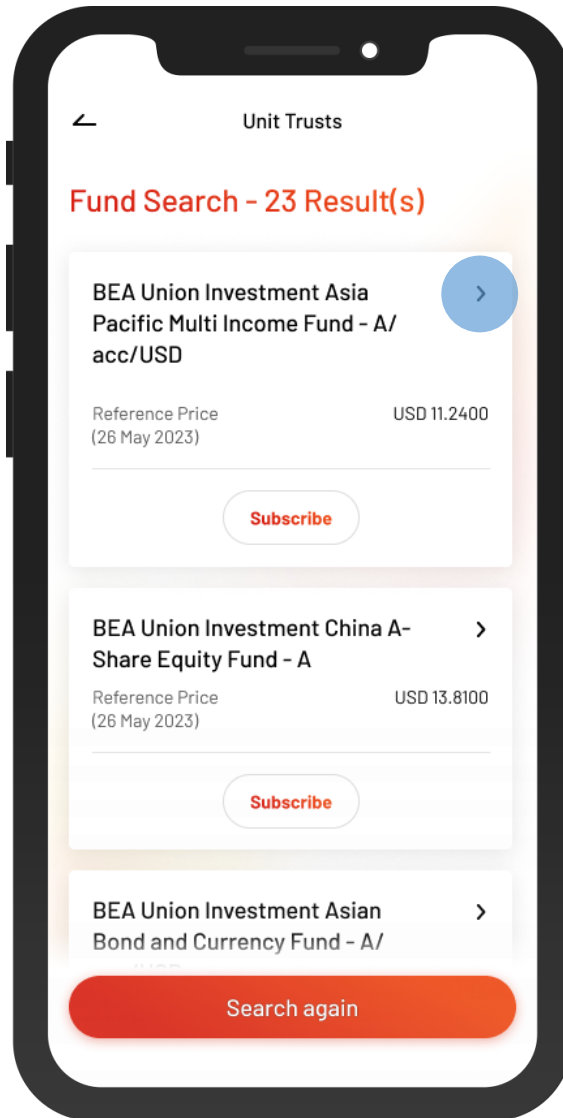 Unit Trusts
Fund Search - 23 Result(s)
BEA Union Investment Asia
Pacific Multi Income Fund - A/
acc/USD
Reference Price
USD 11.2400
(26 May 2023)
Subscribe
BEA Union Investment China A-
Share Equity Fund - A
Reference Price
USD 13.8100
(26 May 2023)
Subscribe
BEA Union Investment Asian
Bond and Currency Fund - A/
Search again